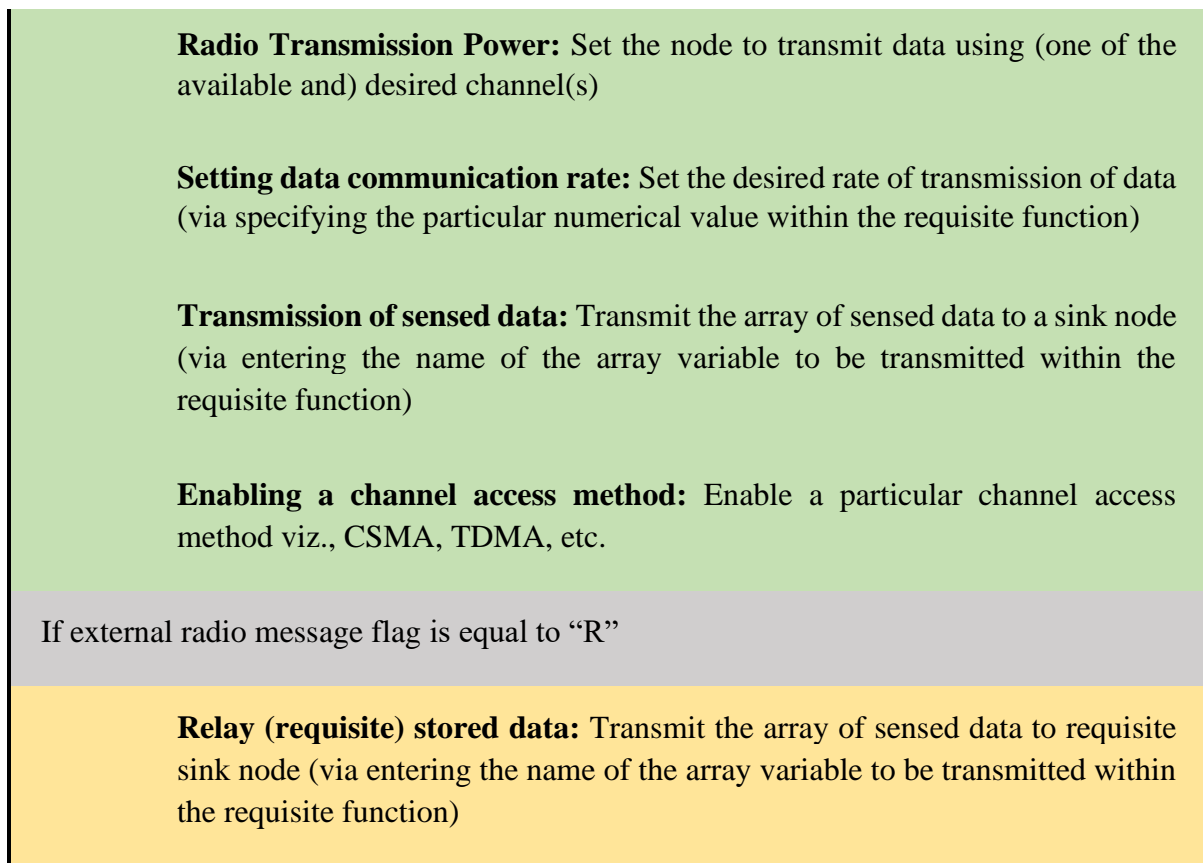 Radio Transmission Power: Set the node to transmit data using (one of the
available and) desired channel(s)
Setting data communication rate: Set the desired rate of transmission of data
(via specifying the particular numerical value within the requisite function)
Transmission of sensed data: Transmit the array of sensed data to a sink node
(via entering the name of the array variable to be transmitted within the
requisite function)
Enabling a channel access method: Enable a particular channel access
method viz., CSMA, TDMA, etc.
If external radio message flag is equal to “R”
Relay (requisite) stored data: Transmit the array of sensed data to requisite
sink node (via entering the name of the array variable to be transmitted within
the requisite function)